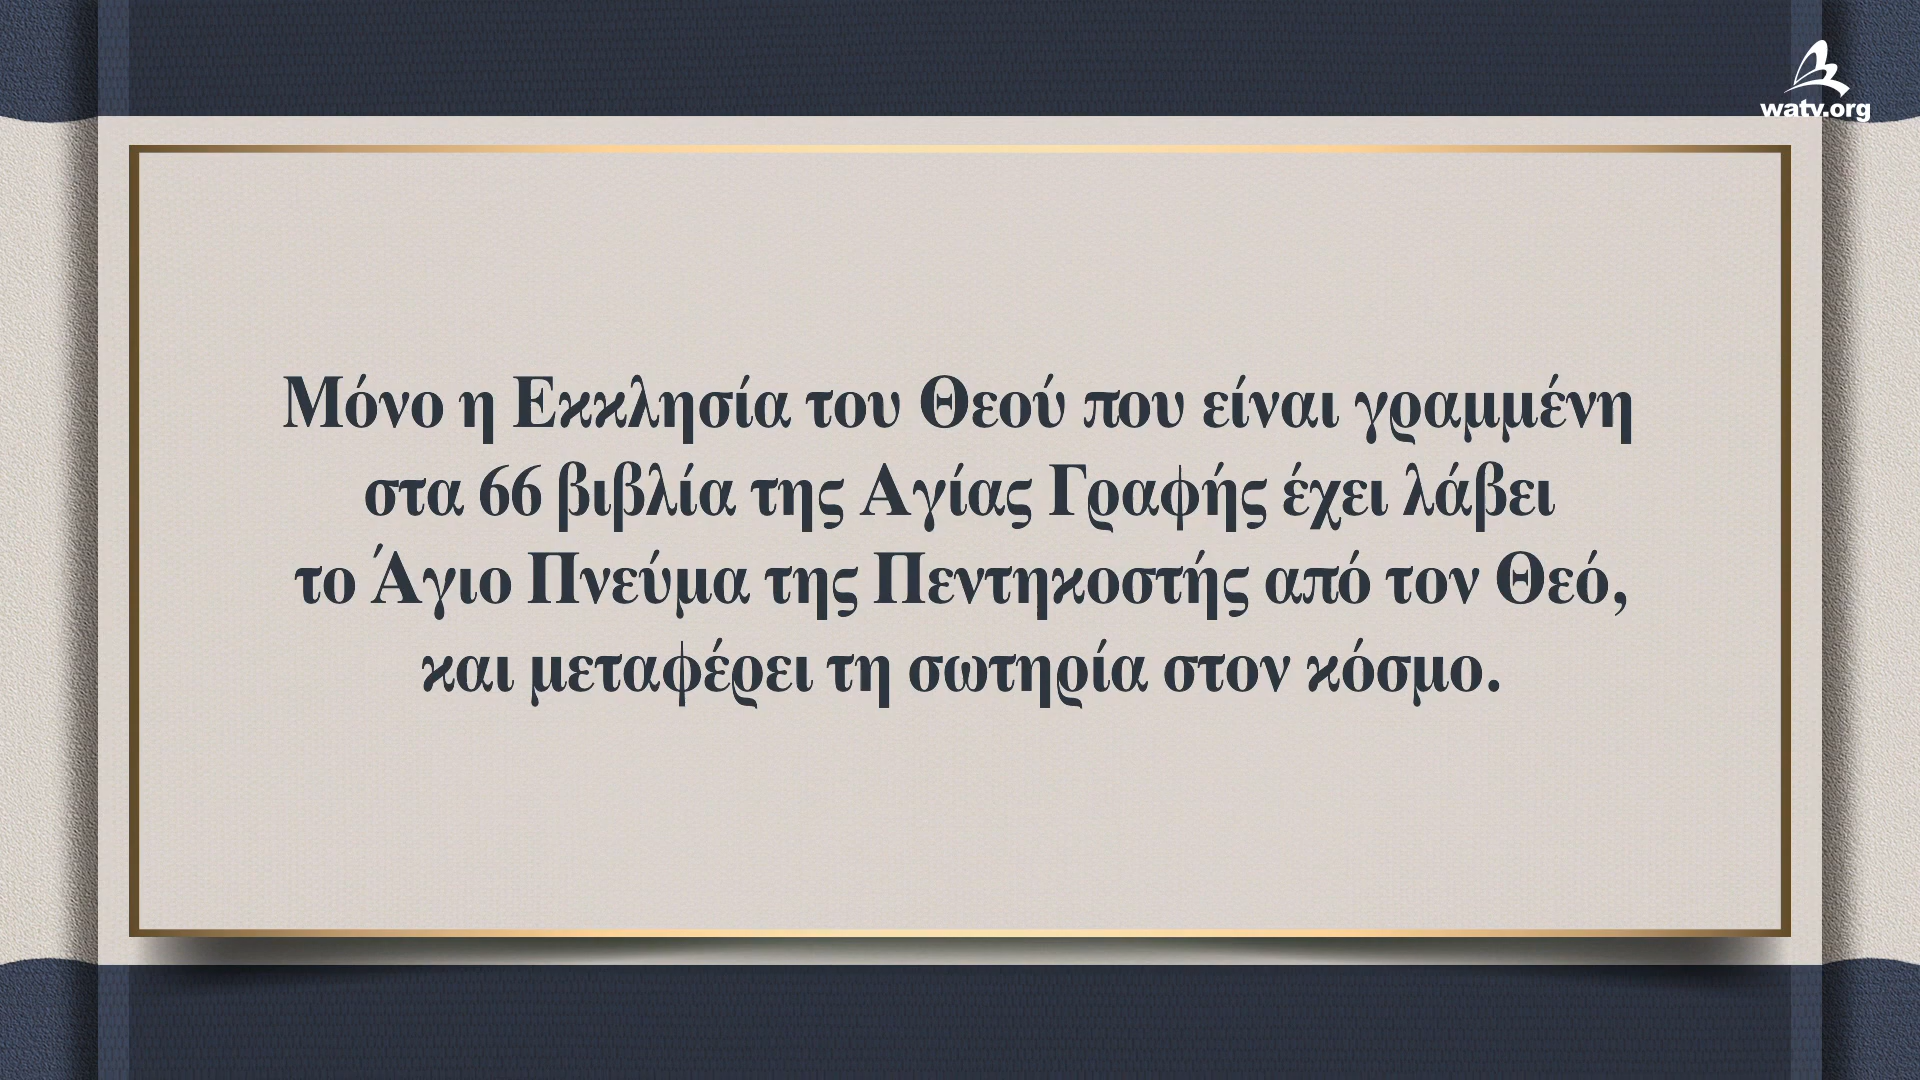 watv.org
Μόνο η Εκκλησία του Θεού που είναι γραμμένη
στα 66 βιβλία της Αγίας Γραφής έχει λάβει
το Άγιο Πνεύμα της Πεντηκοστής από τον Θεό,
και μεταφέρει τη σωτηρία στον κόσμο.